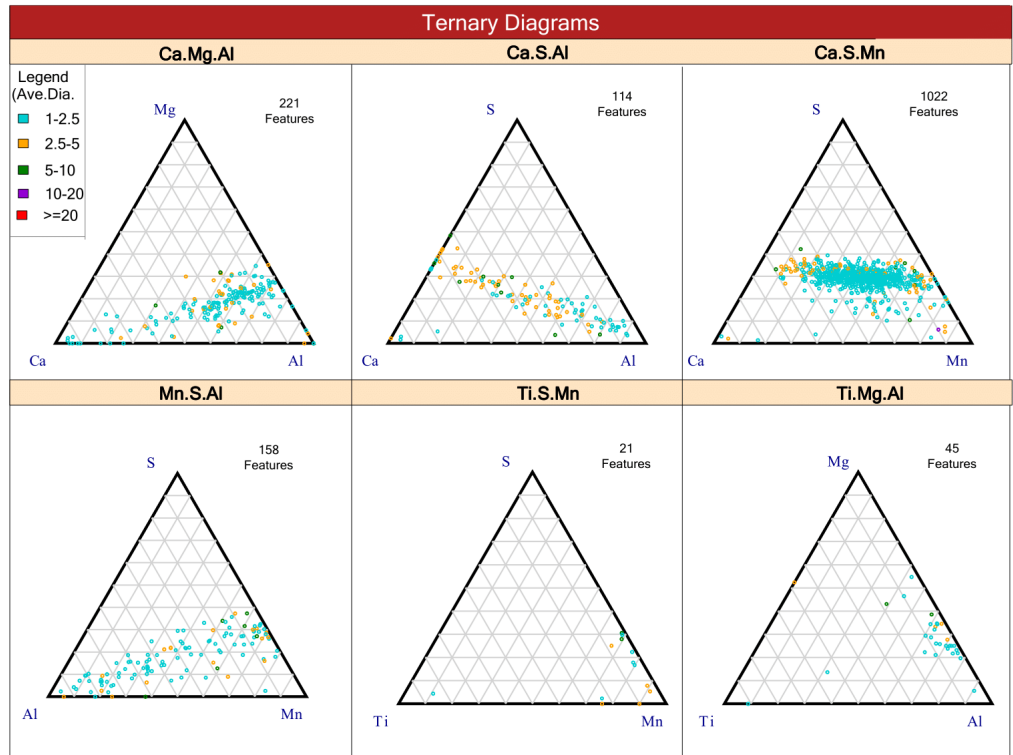 Ternary Diagrams
Ca.Mg.Al
Ca.S.Al
Ca.S.Mn
Legend
(Ave.Dia.
1-2.5
2.5-5
5-10
10-20
>=20
Mg
221
Features
Ca
Al
S
114
Features
Ca
Al
S
1022
Features
Ca
Mn
Mn.S.Al
Ti.S.Mn
Ti.Mg.Al
S
158
Features
Al
Mn
S
21
Features
Ti
Mn
Mg
45
Features
Ti
Al